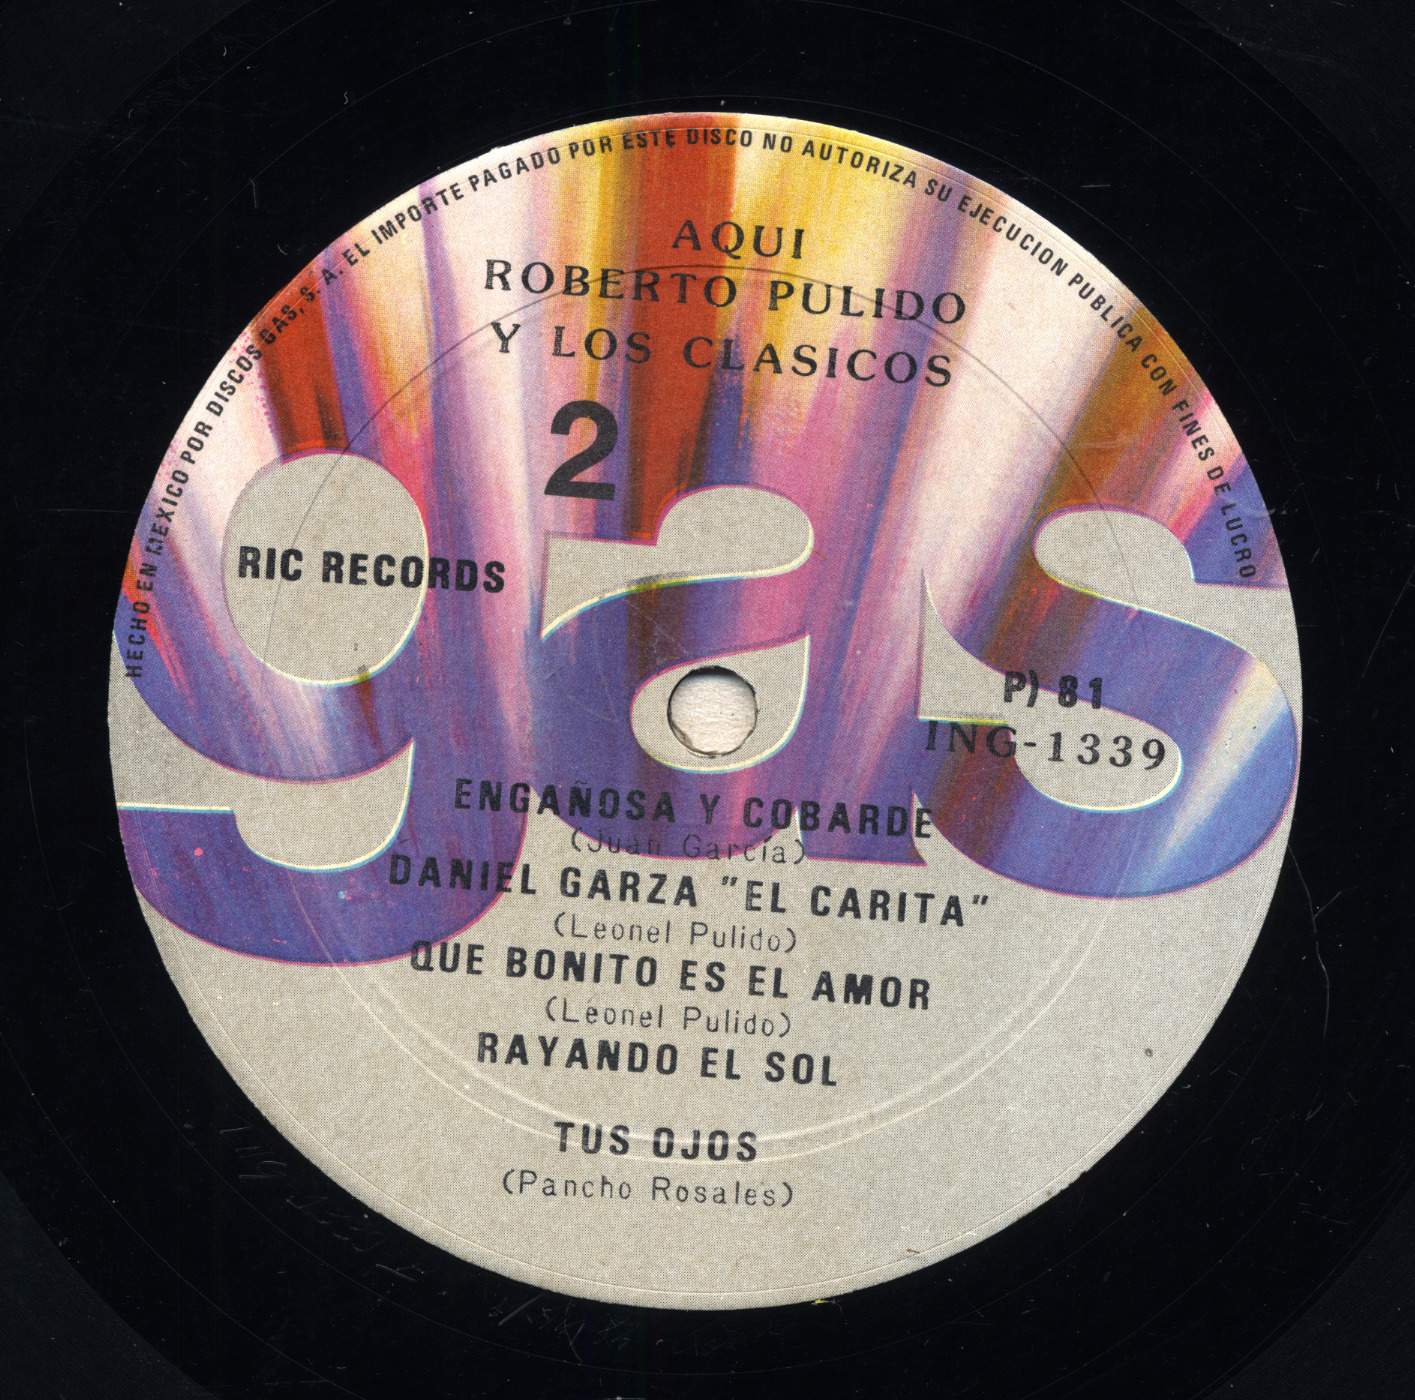 HECHO EN MEXICO POR DISCOS GAS, S. A. EL IMPORTE PAGADO POR ESTE DISCO NO AUTORIZA SU EJECUCION PUBLICA CON FINES DE LUCRO
AQUI
ROBERTO PULIDO
Y LOS CLASICOS
2
gas
RIC RECORDS
P) 81
ING-1339
ENGAÑOSA Y COBARDE
(Juan García)
DANIEL GARZA "EL CARITA"
(Leonel Pulido)
QUE BONITO ES EL AMOR
(Leonel Pulido)
RAYANDO EL SOL
TUS OJOS
(Pancho Rosales)